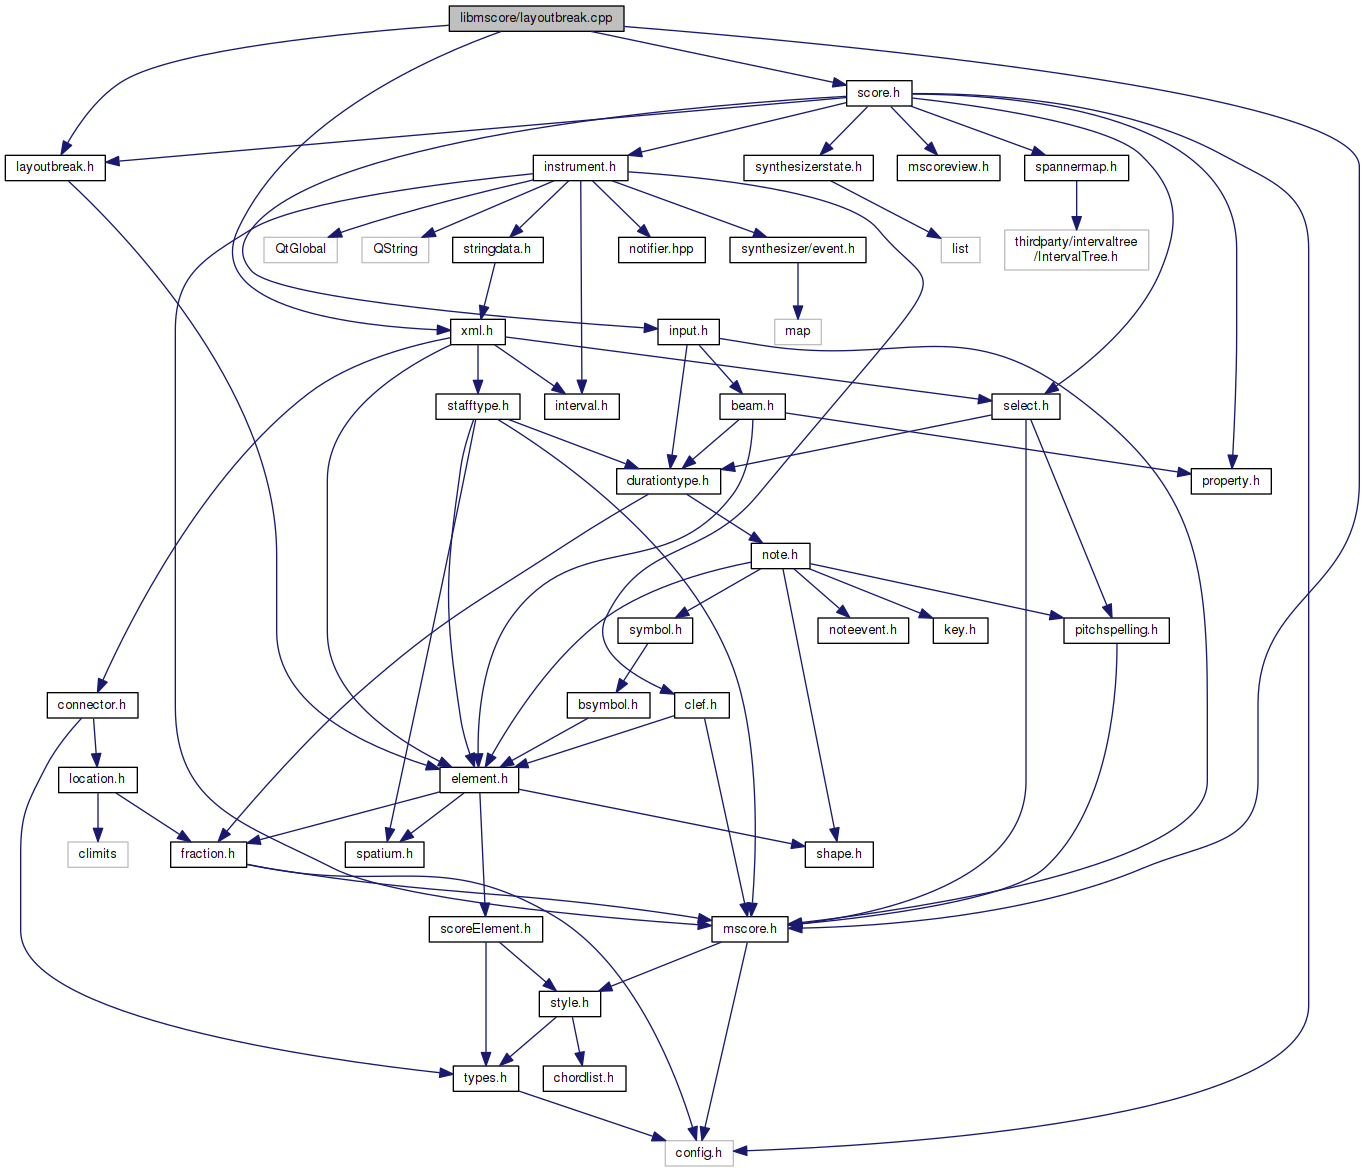 libmscore/layoutbreak.cpp
score.h
layoutbreak.h
instrument.h
synthesizerstate.h
mscoreview.h
spannermap.h
QtGlobal
QString
stringdata.h
notifier.hpp
synthesizer/event.h
list
thirdparty/intervaltree
/IntervalTree.h
xml.h
input.h
map
stafftype.h
interval.h
beam.h
select.h
durationtype.h
property.h
note.h
symbol.h
noteevent.h
key.h
pitchspelling.h
connector.h
bsymbol.h
clef.h
location.h
element.h
climits
fraction.h
spatium.h
shape.h
scoreElement.h
mscore.h
style.h
types.h
chordlist.h
config.h